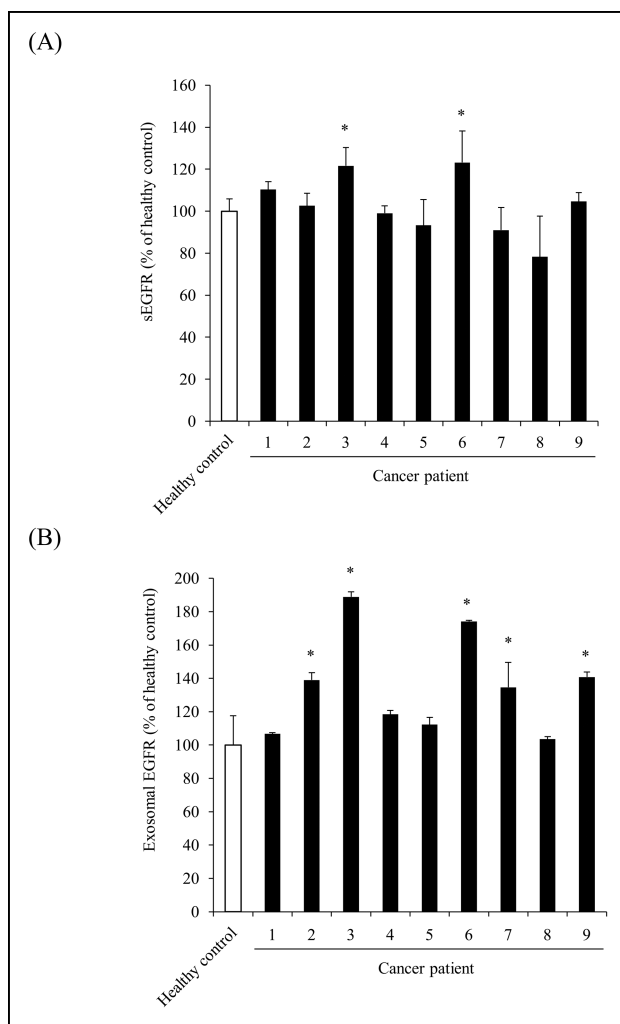 (A)
sEGFR (% of healthy control)
160
140
120
100
80
60
40
20
0
* *
Healthy control 1 2 3 4 5 6 7 8 9
Cancer patient
(B)
Exosomal EGFR (% of healthy control)
200
180
160
140
120
100
80
60
40
20
0
* * * * *
Healthy control 1 2 3 4 5 6 7 8 9
Cancer patient